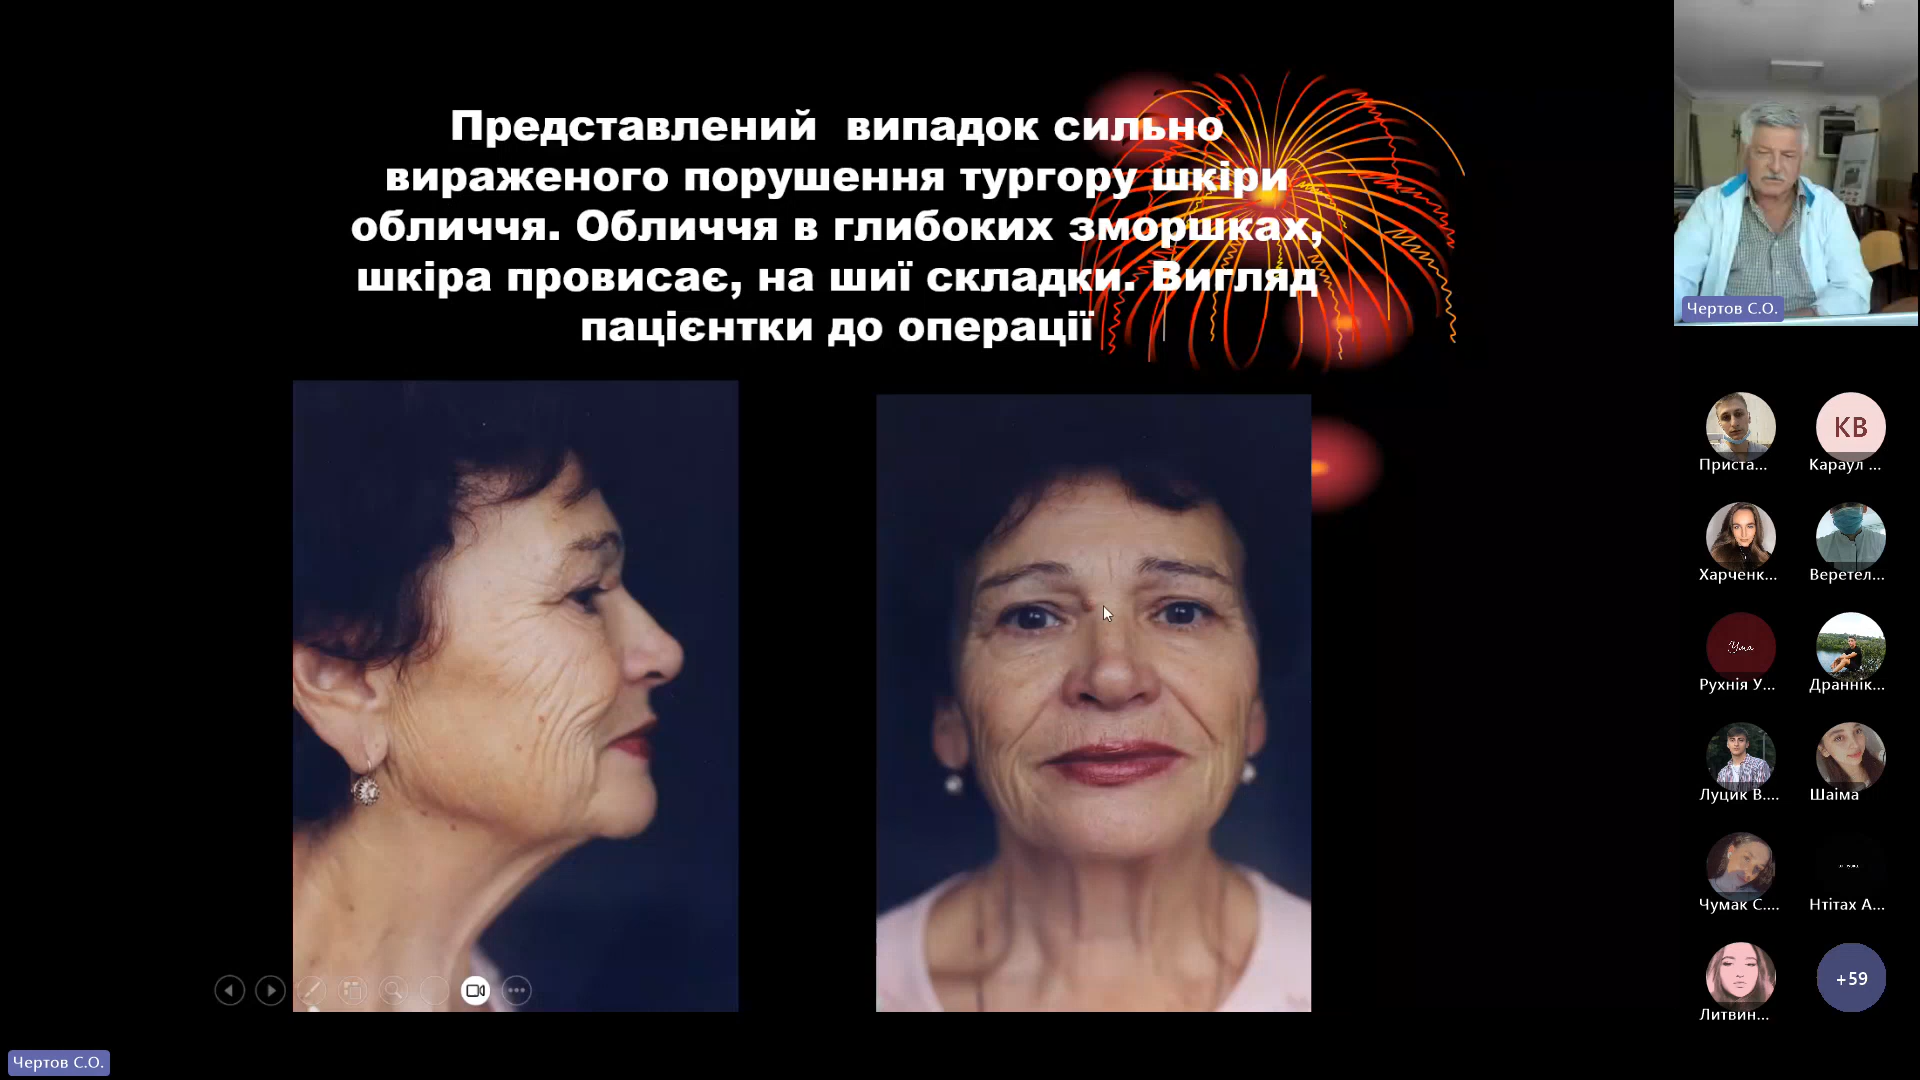 Представлений випадок сильно
вираженого порушення тургору шкіри
обличчя. Обличчя в глибоких зморшках,
шкіра провисає, на шиї складки. Вигляд
пацієнтки до операції
Чертов С.О.
Приста...
КВ
Караул ...
Харченк...
Веретел...
Ума
Рухнія У...
Драннік...
Луцик В....
Шаіма
Чумак С....
Нтітах А...
Литвин...
+59
Чертов С.О.